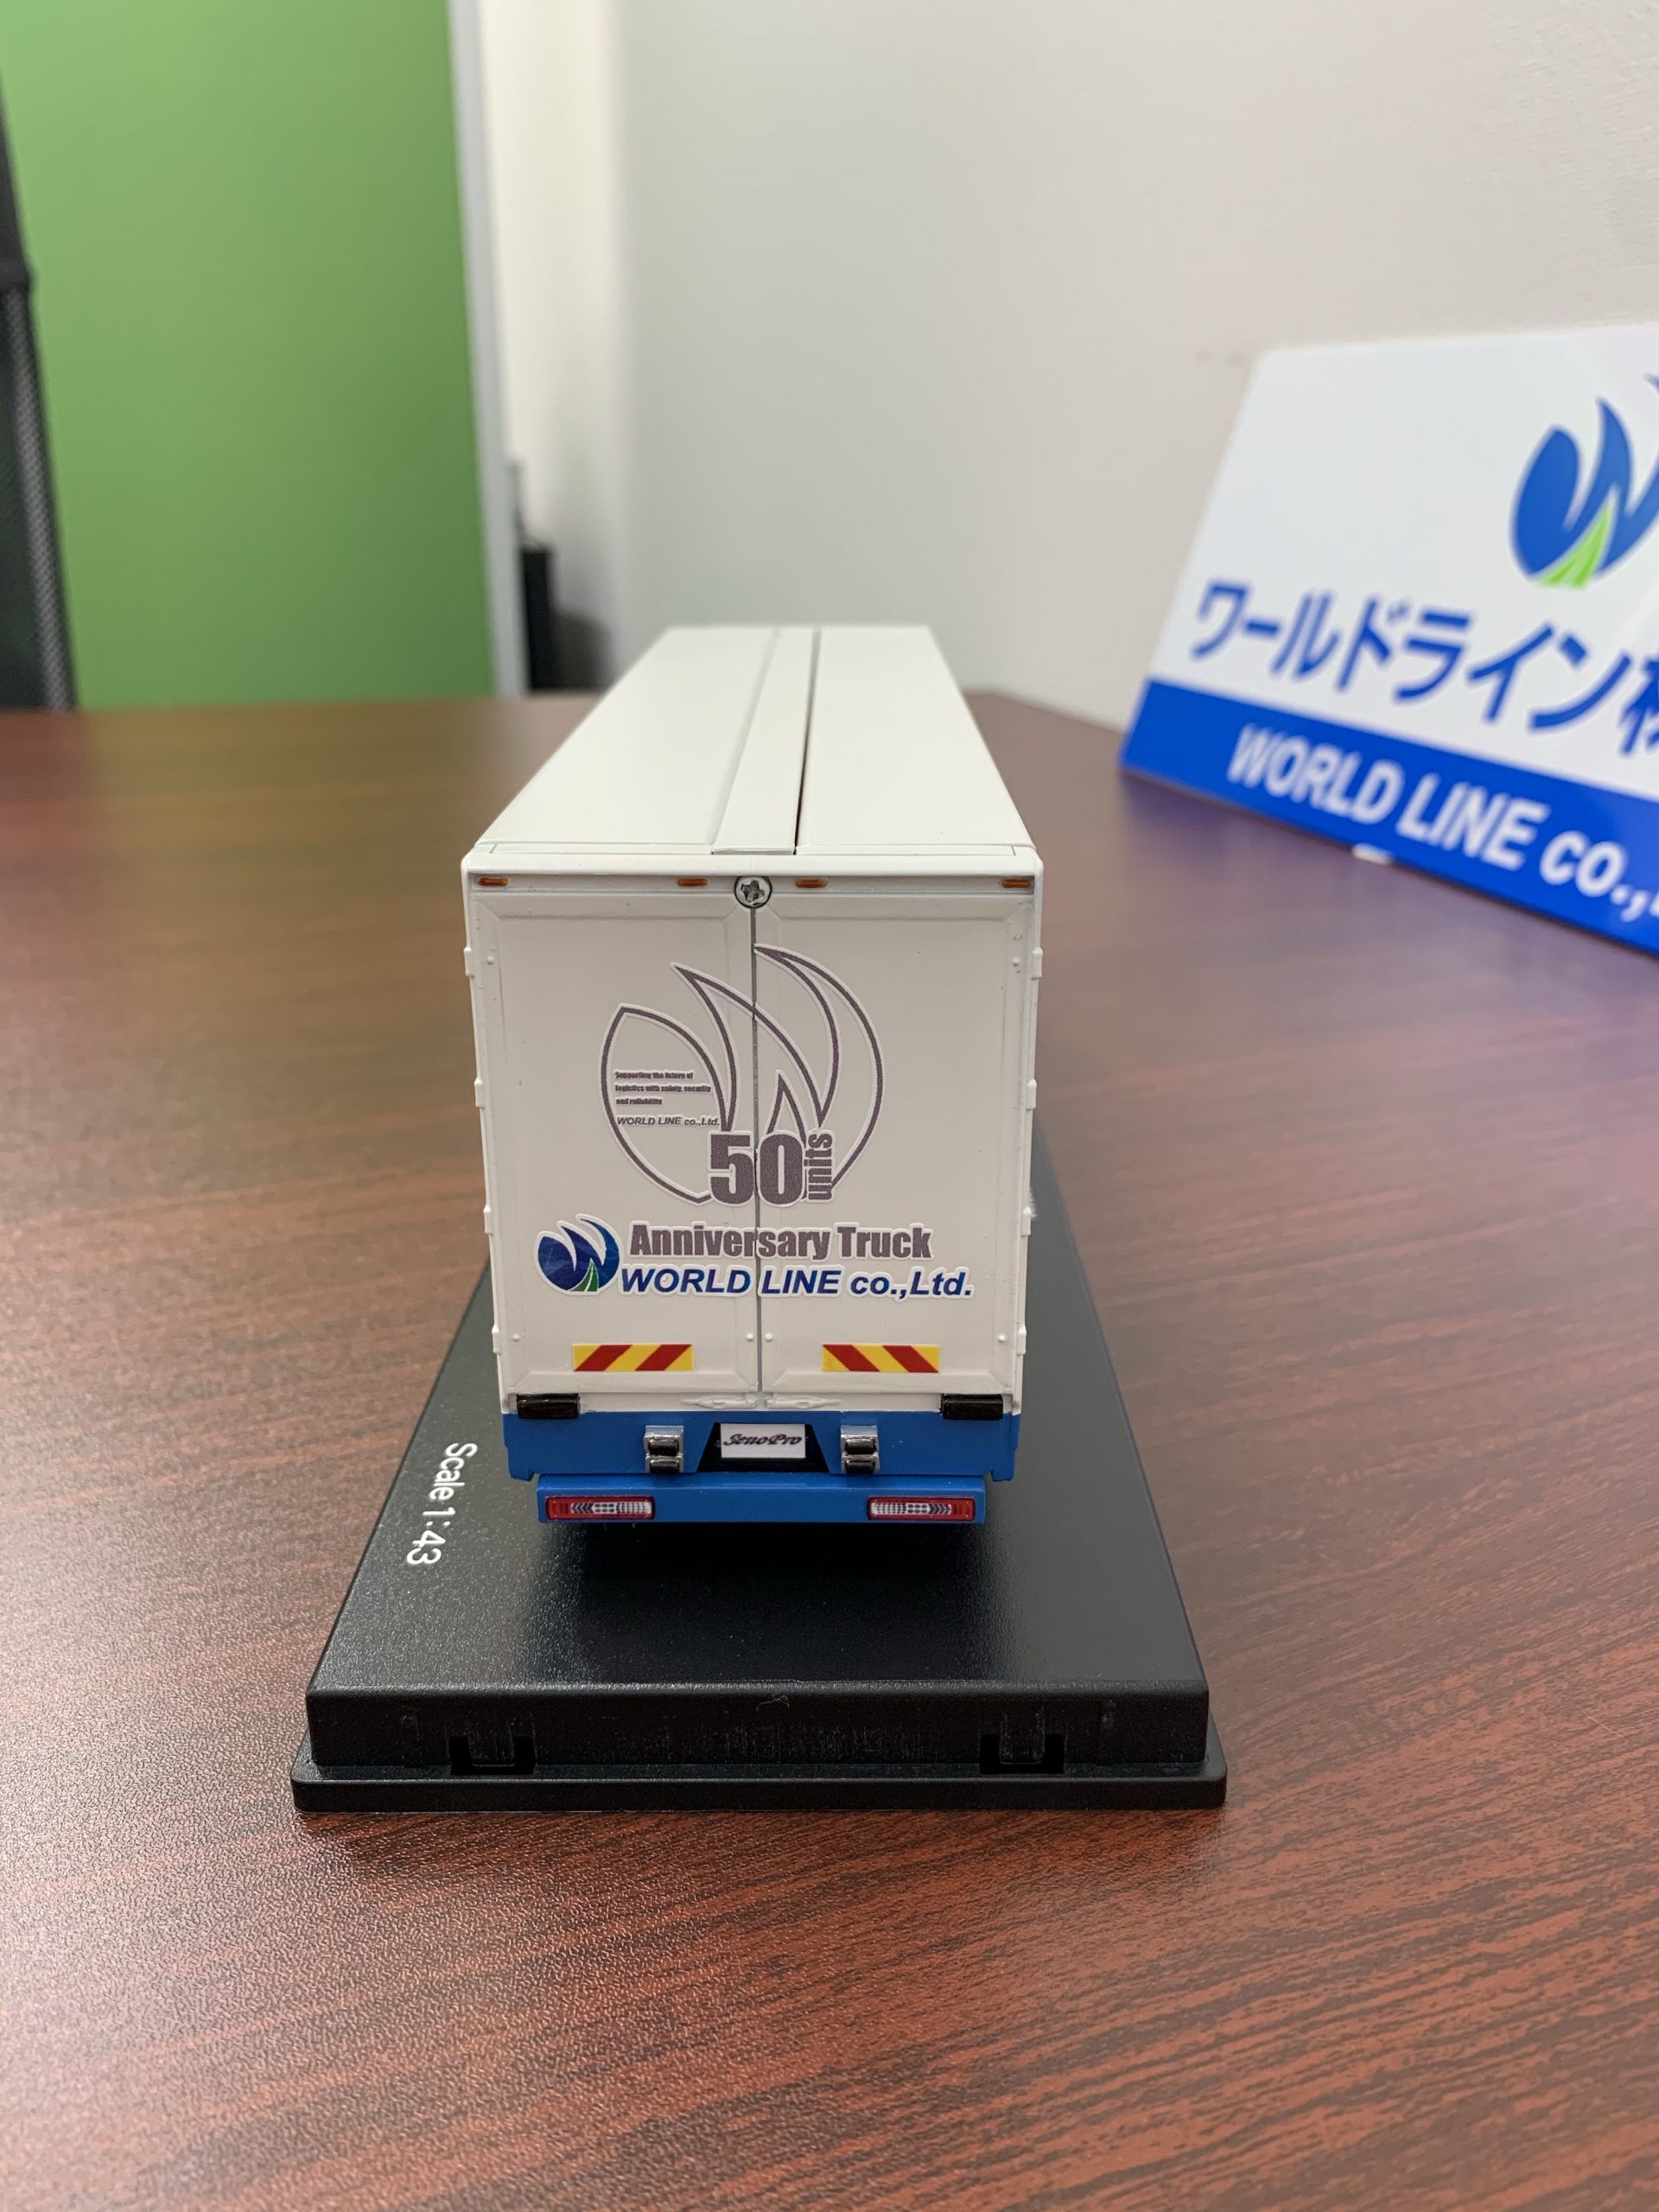 ワールドライン株
WORLD LINE co.,
Supporting the future of
logistics with safety, security
and reliability
WORLD LINE co.,Ltd.
50
units
Anniversary Truck
WORLD LINE co.,Ltd.
SenoPro
Scale 1:43